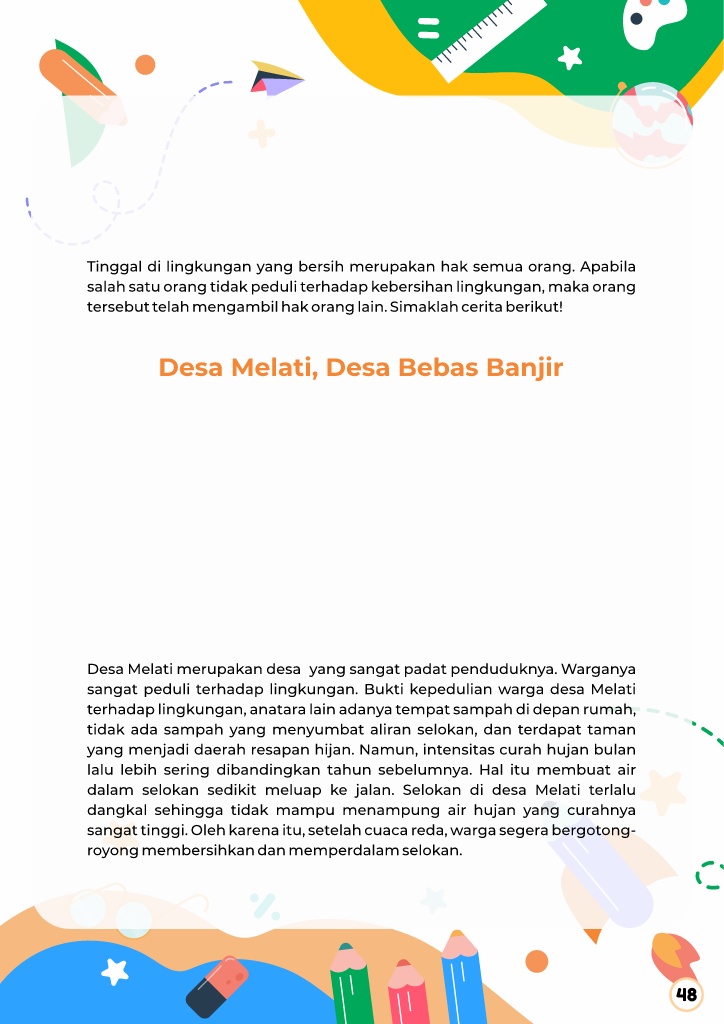 Tinggal di lingkungan yang bersih merupakan hak semua orang. Apabila
salah satu orang tidak peduli terhadap kebersihan lingkungan, maka orang
tersebut telah mengambil hak orang lain. Simaklah cerita berikut!
Desa Melati, Desa Bebas Banjir
Desa Melati merupakan desa  yang sangat padat penduduknya. Warganya
sangat peduli terhadap lingkungan. Bukti kepedulian warga desa Melati
terhadap lingkungan, anatara lain adanya tempat sampah di depan rumah,
tidak ada sampah yang menyumbat aliran selokan, dan terdapat taman
yang menjadi daerah resapan hijan. Namun, intensitas curah hujan bulan
lalu lebih sering dibandingkan tahun sebelumnya. Hal itu membuat air
dalam selokan sedikit meluap ke jalan. Selokan di desa Melati terlalu
dangkal sehingga tidak mampu menampung air hujan yang curahnya
sangat tinggi. Oleh karena itu, setelah cuaca reda, warga segera bergotong-
royong membersihkan dan memperdalam selokan.
48